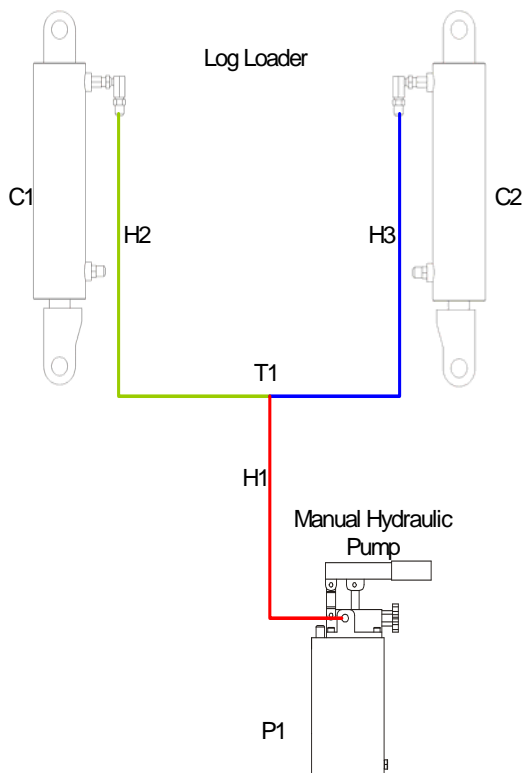 Log Loader
C1
C2
H2
H3
T1
H1
Manual Hydraulic
Pump
P1